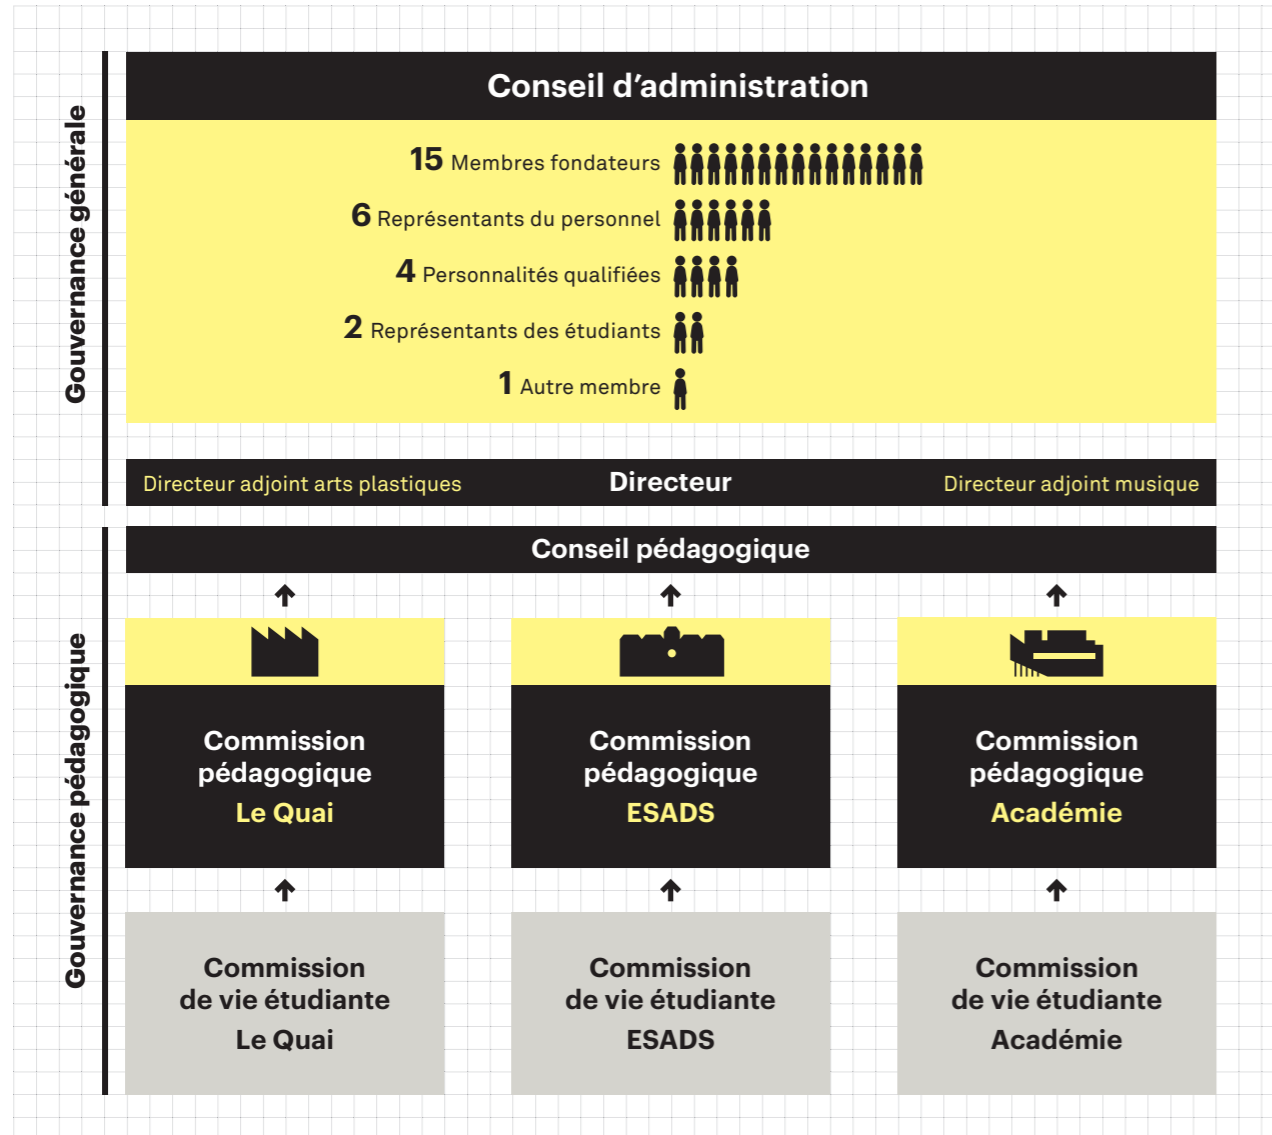 Gouvernance générale
Conseil d’administration
15 Membres fondateurs
6 Représentants du personnel
4 Personnalités qualifiées
2 Représentants des étudiants
1 Autre membre
Directeur adjoint arts plastiques
Directeur
Directeur adjoint musique
Gouvernance pédagogique
Conseil pédagogique
Commission
pédagogique
Le Quai
Commission
pédagogique
ESADS
Commission
pédagogique
Académie
Commission
de vie étudiante
Le Quai
Commission
de vie étudiante
ESADS
Commission
de vie étudiante
Académie